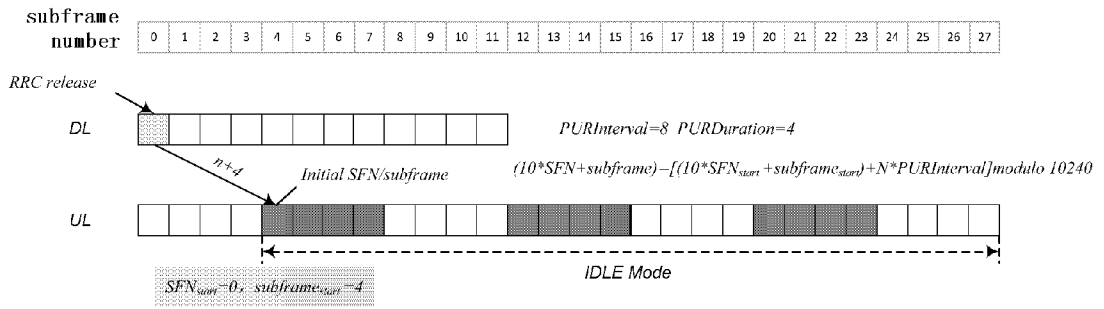 subframe
number
0 1 2 3 4 5 6 7 8 9 10 11 12 13 14 15 16 17 18 19 20 21 22 23 24 25 26 27
RRC release
DL
PURInterval=8 PURDuration=4
n+4
Initial SFN/subframe
(10*SFN+subframe)=[(10*SFNstart+subframestart)+N*PURInterval]modulo 10240
UL
IDLE Mode
SFNstart=0, subframestart=4